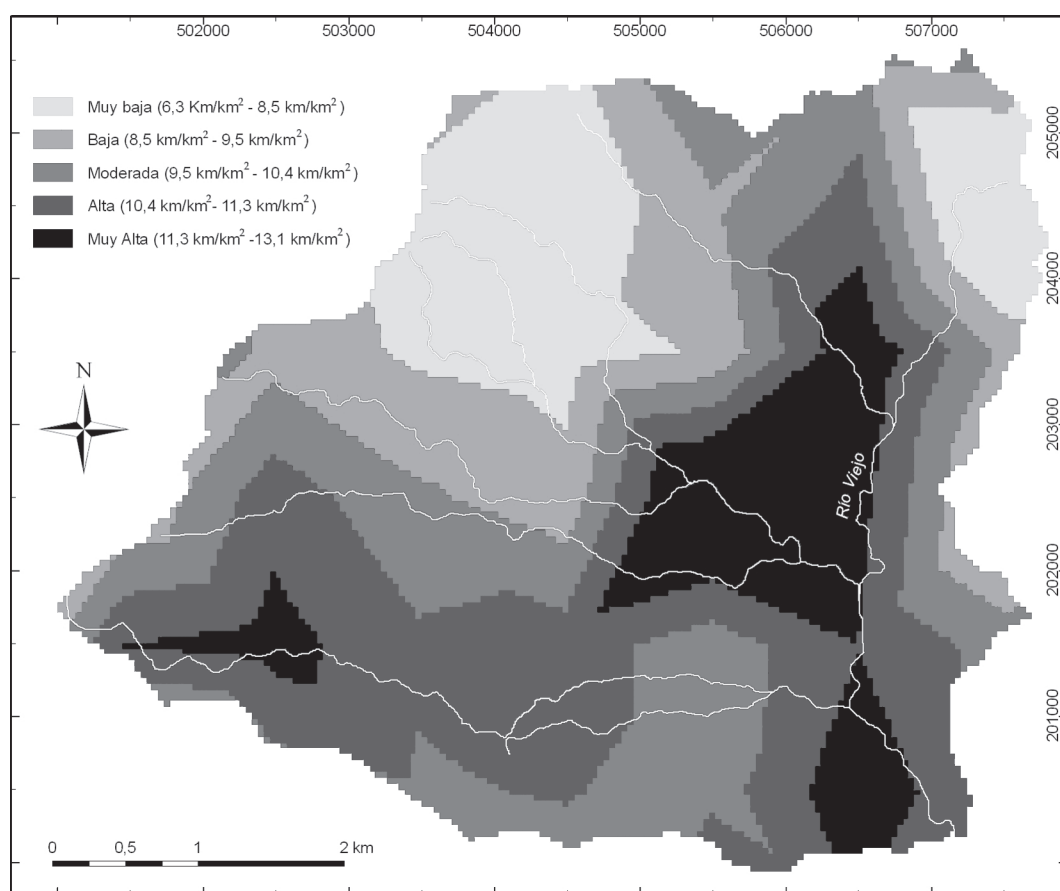 502000 503000 504000 505000 506000 507000
Muy baja (6,3 Km/km² - 8,5 km/km²)
Baja (8,5 km/km² - 9,5 km/km²)
Moderada (9,5 km/km² - 10,4 km/km²)
Alta (10,4 km/km²- 11,3 km/km²)
Muy Alta (11,3 km/km² -13,1 km/km²)
205000
204000
N
203000
Río Viejo
202000
201000
0 0,5 1 2 km